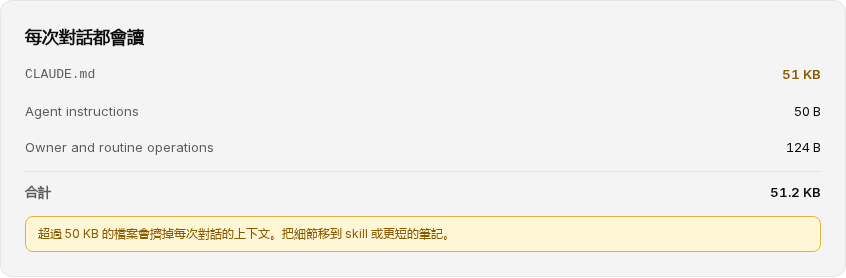 每次對話都會讀
CLAUDE.md 51 KB
Agent instructions 50 B
Owner and routine operations 124 B
合計 51.2 KB
超過 50 KB 的檔案會擠掉每次對話的上下文。把細節移到 skill 或更短的筆記。